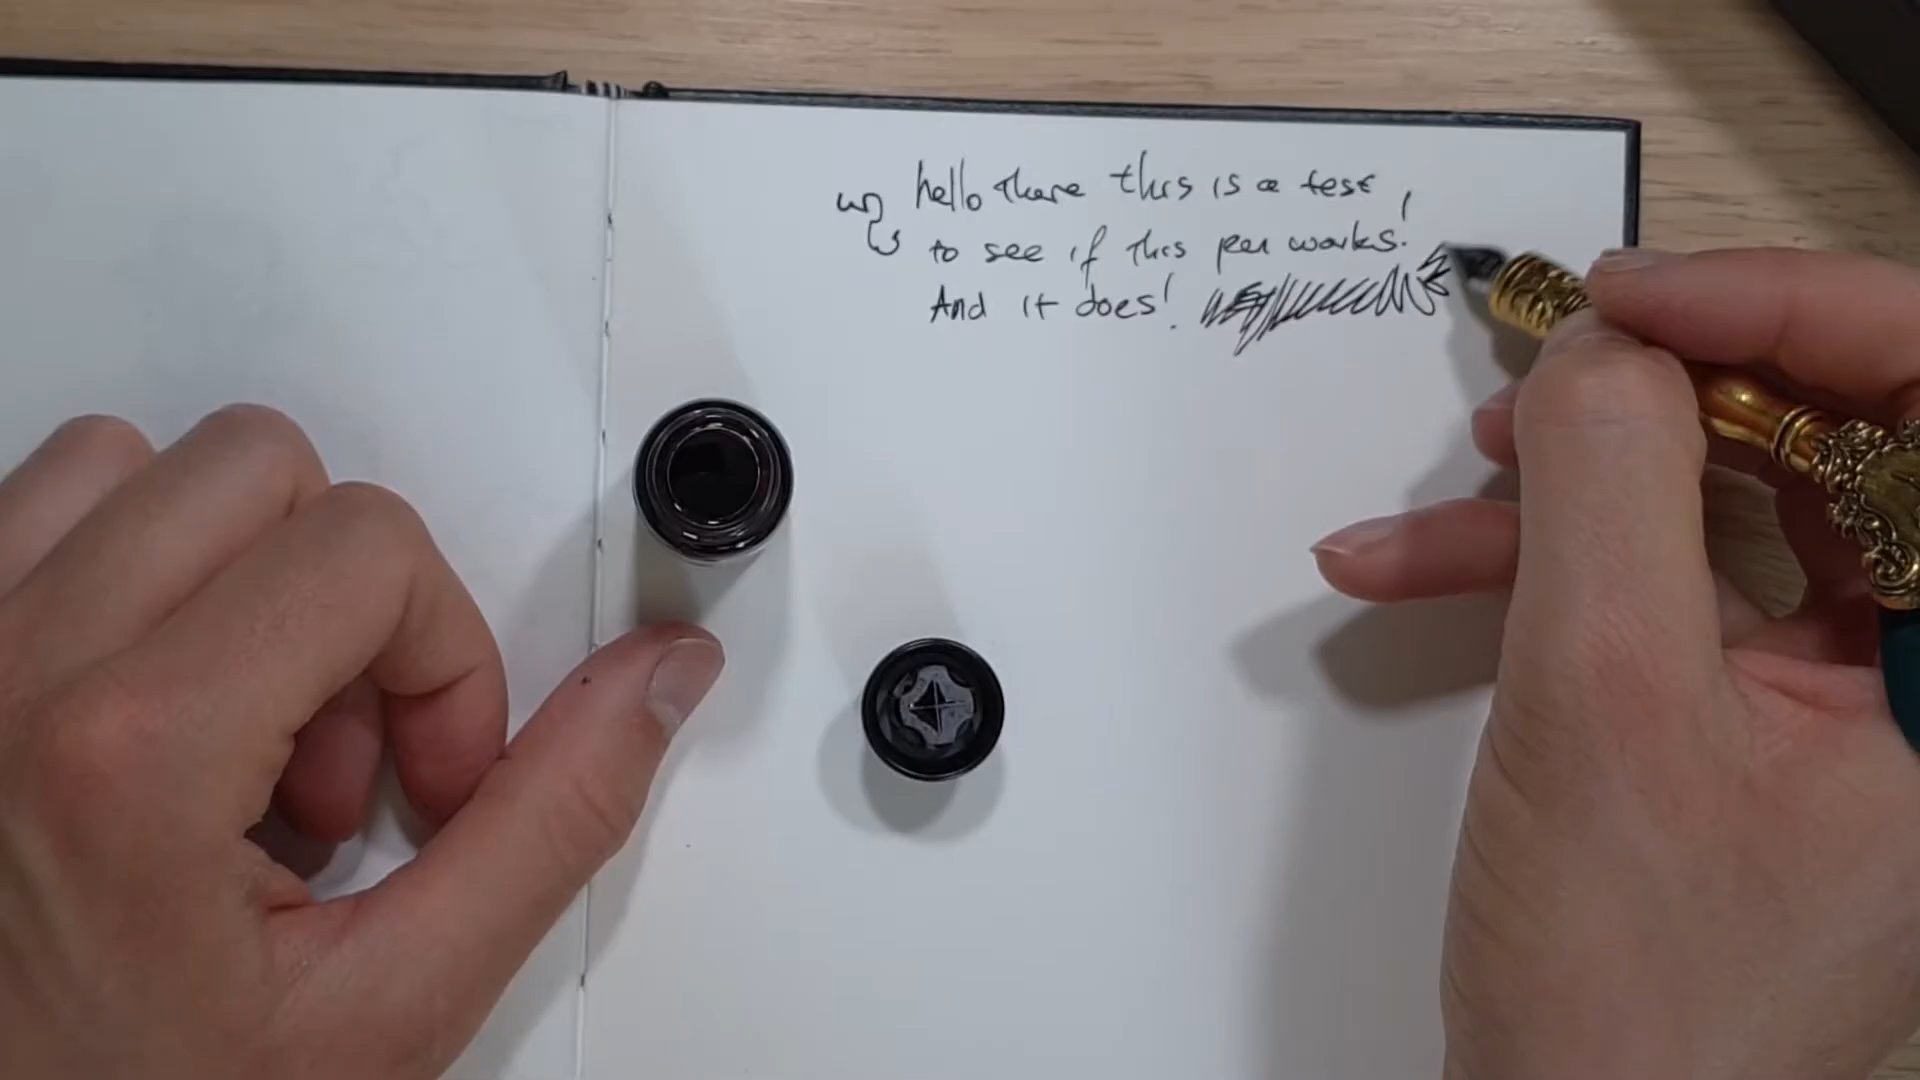 hello there this is a test
to see if this pen works!
And it does!